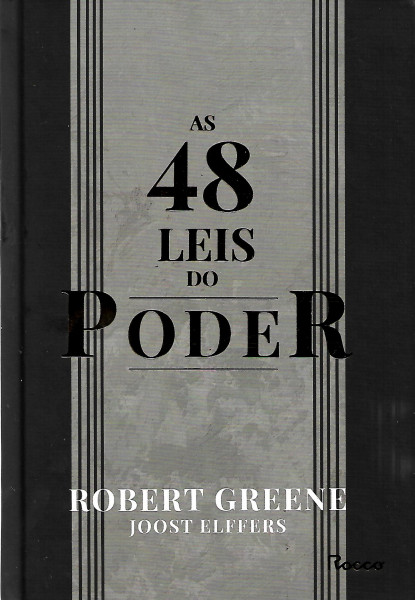 AS
48
LEIS
DO
PODER
ROBERT GREENE
JOOST ELFFERS
Rocco